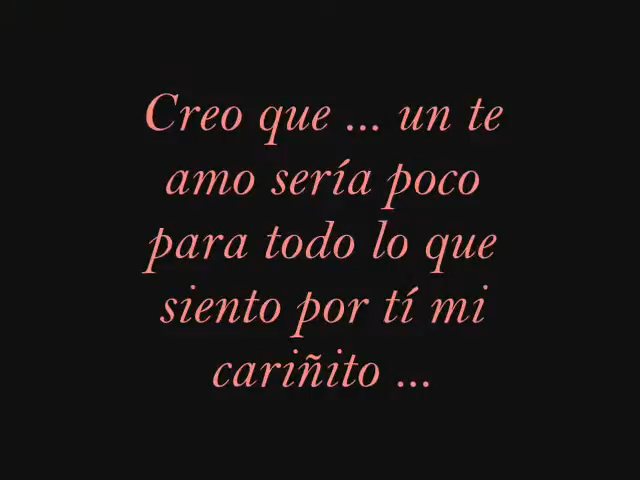 Creo que ... un te
amo sería poco
para todo lo que
siento por tí mi
cariñito ...